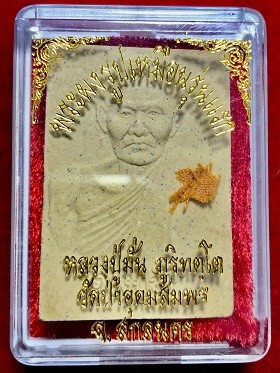 พระผงรูปเหมือนรุ่นแรก
หลวงปู่มั่น ภูริทตฺโต
วัดป่าอุดมสมพร
จ. สกลนคร